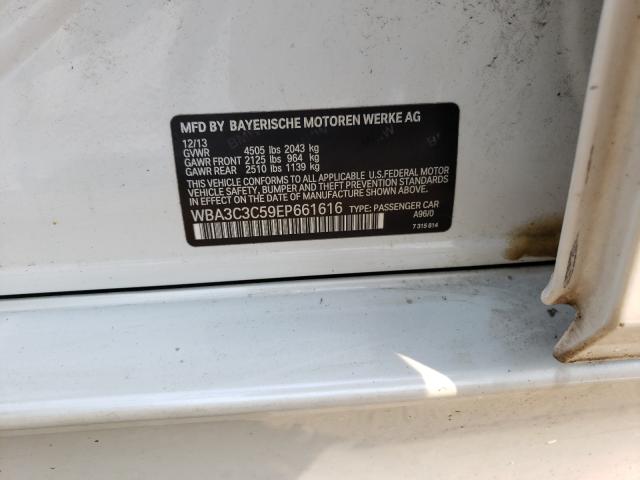 MFD BY BAYERISCHE MOTOREN WERKE AG
12/13
GVWR 4505 lbs 2043 kg
GAWR FRONT 2125 lbs 964 kg
GAWR REAR 2510 lbs 1139 kg
THIS VEHICLE CONFORMS TO ALL APPLICABLE U.S.FEDERAL MOTOR
VEHICLE SAFETY, BUMPER AND THEFT PREVENTION STANDARDS
IN EFFECT ON THE DATE OF MANUFACTURE SHOWN ABOVE.
WBA3C3C59EP661616 TYPE: PASSENGER CAR
A96/0
7 315 814